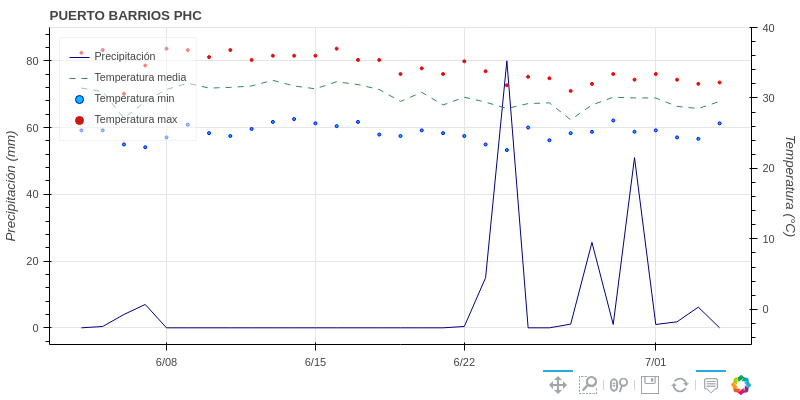 PUERTO BARRIOS PHC
Precipitación
Temperatura media
Temperatura min
Temperatura max
Precipitación (mm)
80
60
40
20
0
Temperatura (°C)
40
30
20
10
0
6/08
6/15
6/22
7/01